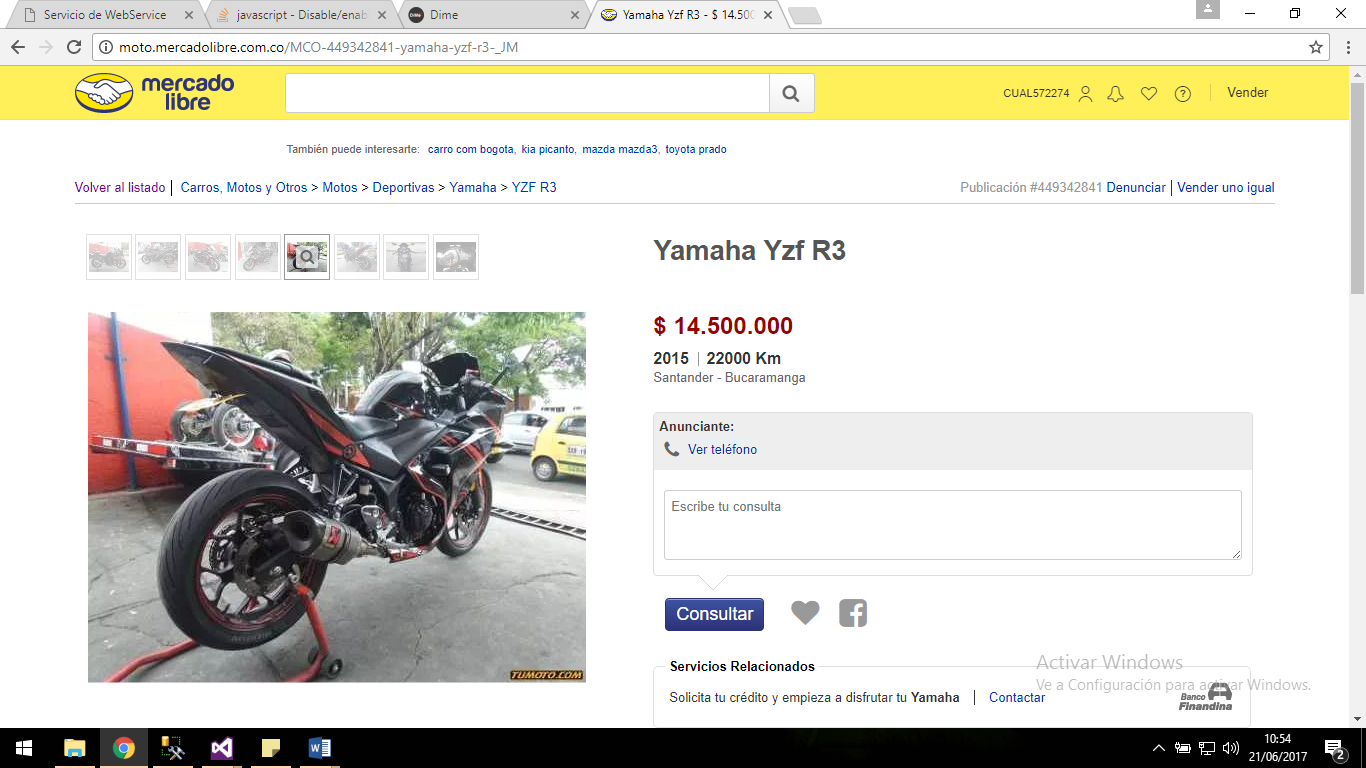 Servicio de WebService
javascript - Disable/enab
Dime
Yamaha Yzf R3 - $ 14.500
moto.mercadolibre.com.co/MCO-449342841-yamaha-yzf-r3-_JM
mercado
libre
CUAL572274
Vender
También puede interesarte: carro com bogota, kia picanto, mazda mazda3, toyota prado
Volver al listado | Carros, Motos y Otros > Motos > Deportivas > Yamaha > YZF R3
Publicación #449342841 Denunciar | Vender uno igual
Yamaha Yzf R3
$ 14.500.000
2015 | 22000 Km
Santander - Bucaramanga
Anunciante:
Ver teléfono
Escribe tu consulta
Consultar
TUMOTO.COM
Servicios Relacionados
Solicita tu crédito y empieza a disfrutar tu Yamaha | Contactar
Banco
Finandina
Activar Windows
Ve a Configuración para activar Windows.
10:54
21/06/2017
2